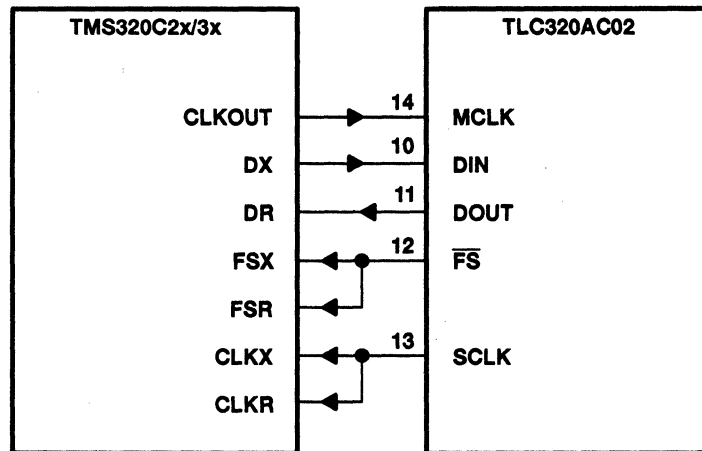 TMS320C2x/3x TLC320AC02
CLKOUT 14 MCLK
DX 10 DIN
DR 11 DOUT
FSX 12 F̅S̅
FSR
CLKX 13 SCLK
CLKR